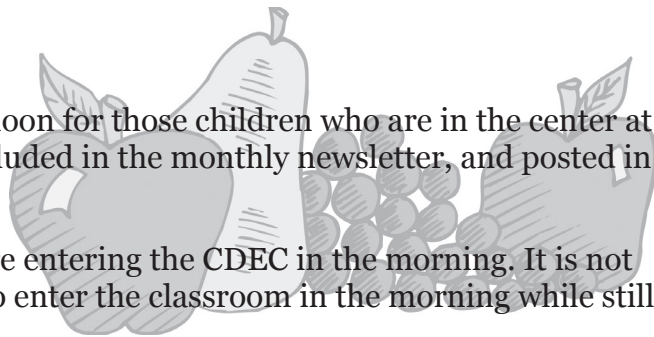 oon for those children who are in the center at
luded in the monthly newsletter, and posted in
e entering the CDEC in the morning. It is not
o enter the classroom in the morning while still